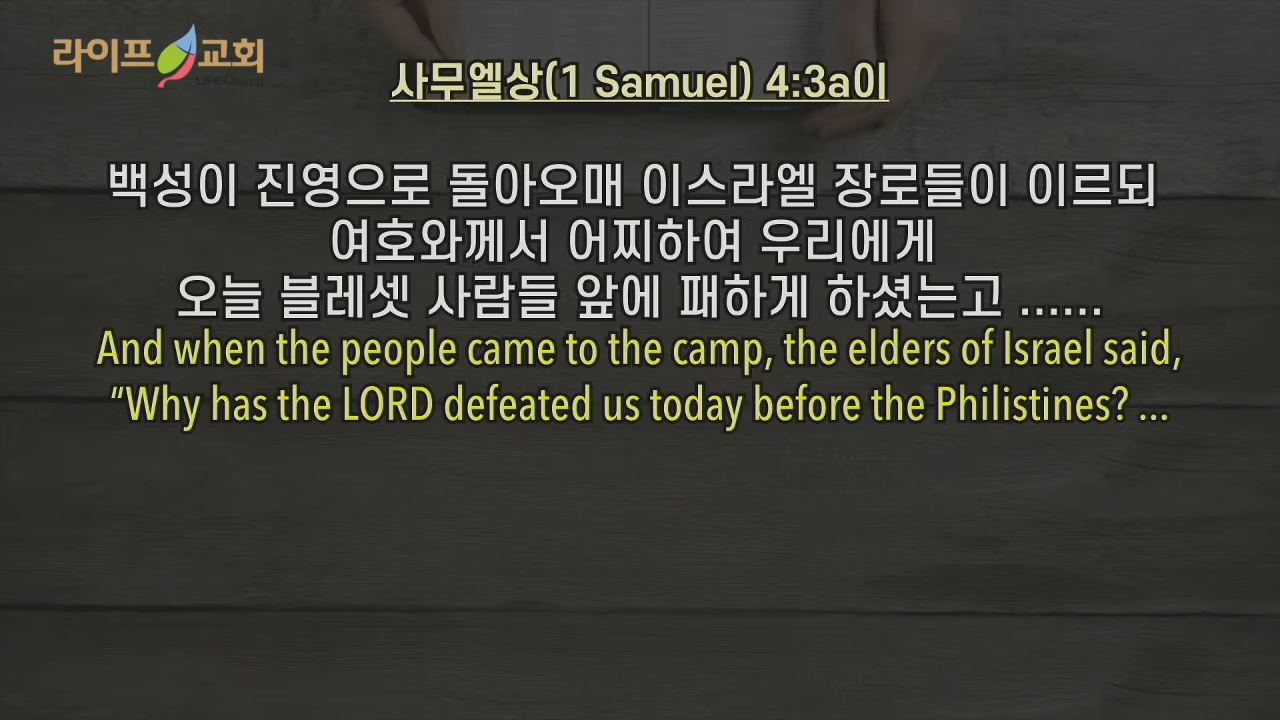 라이프 교회
LIFE Church
사무엘상(1 Samuel) 4:3a이
백성이 진영으로 돌아오매 이스라엘 장로들이 이르되
여호와께서 어찌하여 우리에게
오늘 블레셋 사람들 앞에 패하게 하셨는고 ......
And when the people came to the camp, the elders of Israel said,
“Why has the LORD defeated us today before the Philistines? ...